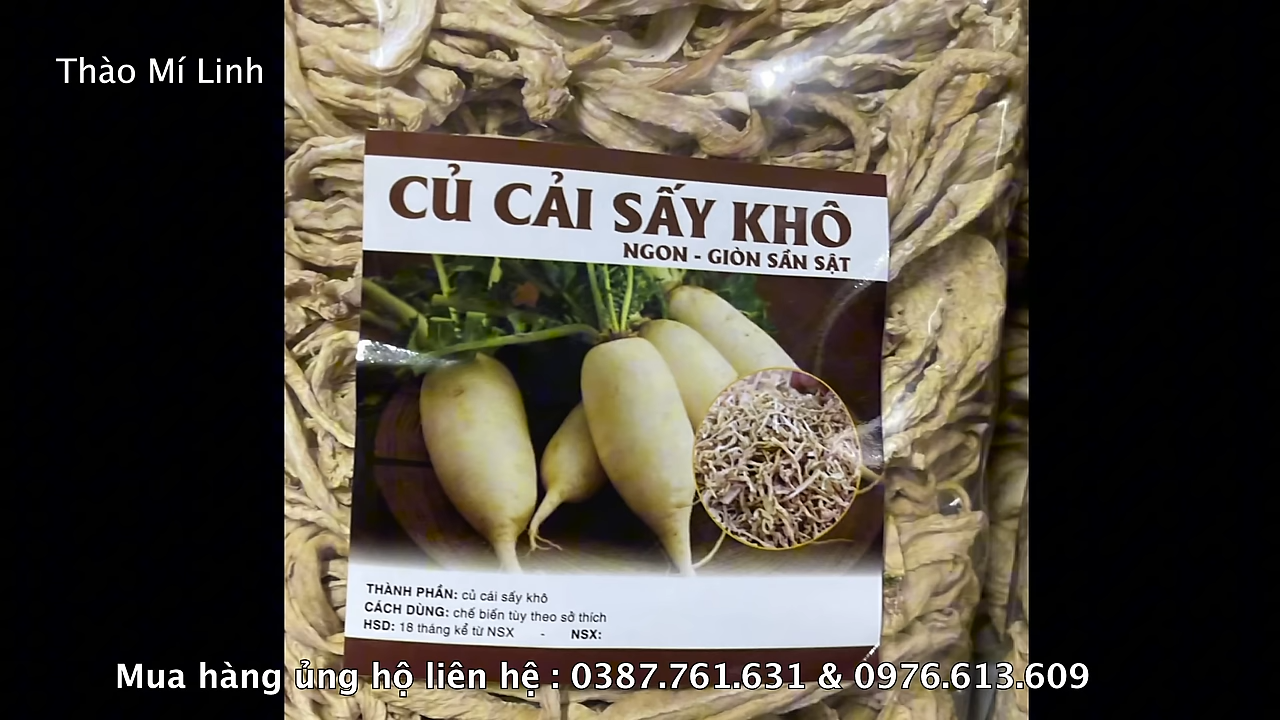 Thào Mí Linh
CỦ CẢI SẤY KHÔ
NGON - GIÒN SẦN SẬT
THÀNH PHẦN: củ cải sấy khô
CÁCH DÙNG: chế biến tùy theo sở thích
HSD: 18 tháng kể từ NSX - NSX:
Mua hàng ủng hộ liên hệ : 0387.761.631 & 0976.613.609